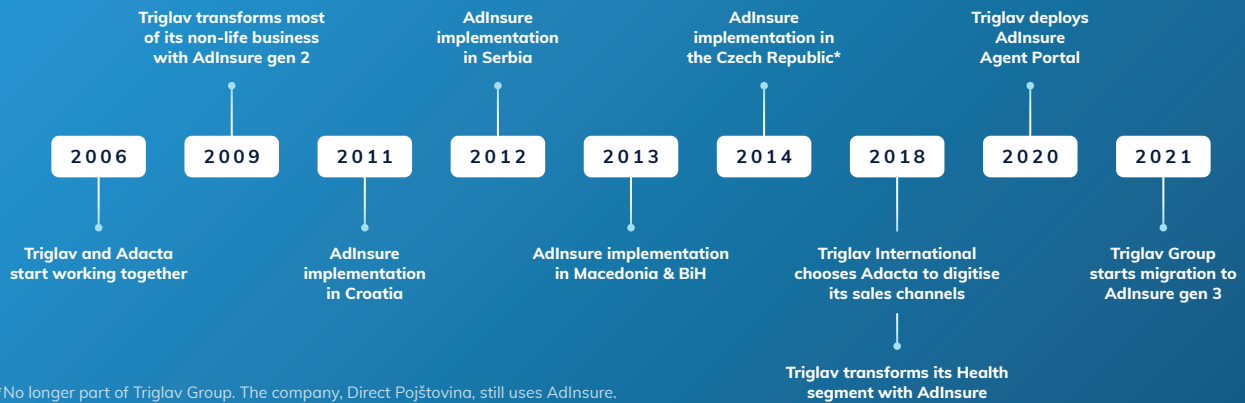 Triglav transforms most
of its non-life business
with AdInsure gen 2
AdInsure
implementation
in Serbia
AdInsure
implementation in
the Czech Republic*
Triglav deploys
AdInsure
Agent Portal
2006
2009
2011
2012
2013
2014
2018
2020
2021
Triglav and Adacta
start working together
AdInsure
implementation
in Croatia
AdInsure implementation
in Macedonia & BiH
Triglav International
chooses Adacta to digitise
its sales channels
Triglav Group
starts migration to
AdInsure gen 3
Triglav transforms its Health
segment with AdInsure
*No longer part of Triglav Group. The company, Direct Pojštovina, still uses AdInsure.